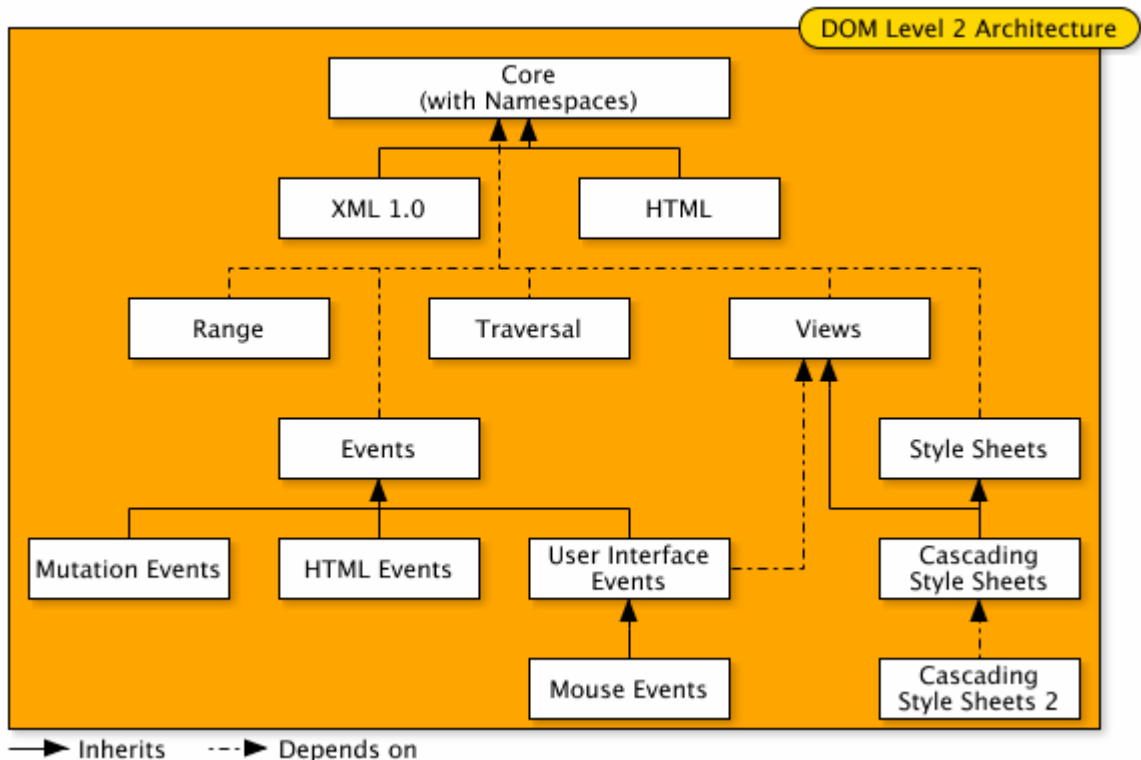 DOM Level 2 Architecture
Core
(with Namespaces)
XML 1.0
HTML
Range
Traversal
Views
Events
Style Sheets
Mutation Events
HTML Events
User Interface
Events
Cascading
Style Sheets
Mouse Events
Cascading
Style Sheets 2
Inherits
Depends on